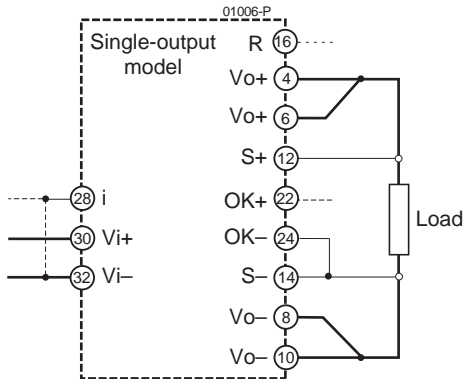 01006-P
Single-output
model
R 16
Vo+ 4
Vo+ 6
S+ 12
28 i
OK+ 22
Load
30 Vi+
OK– 24
32 Vi–
S– 14
Vo– 8
Vo– 10